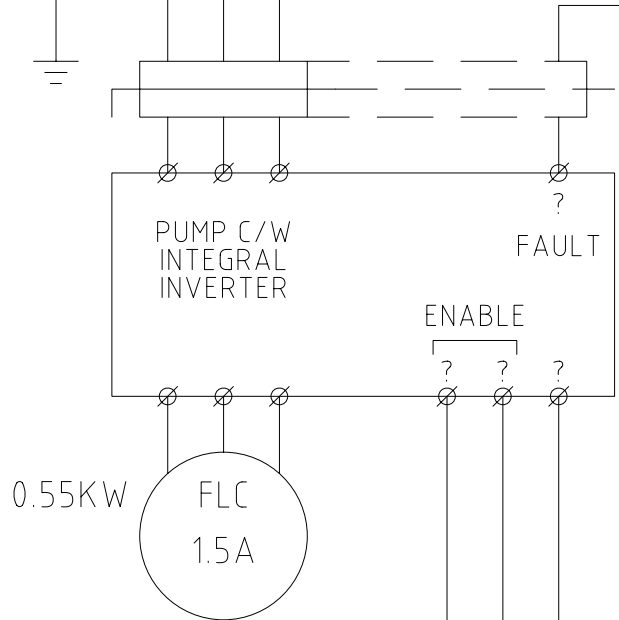 ?
PUMP C/W
INTEGRAL
INVERTER
FAULT
ENABLE
? ? ?
0.55KW
FLC
1.5A